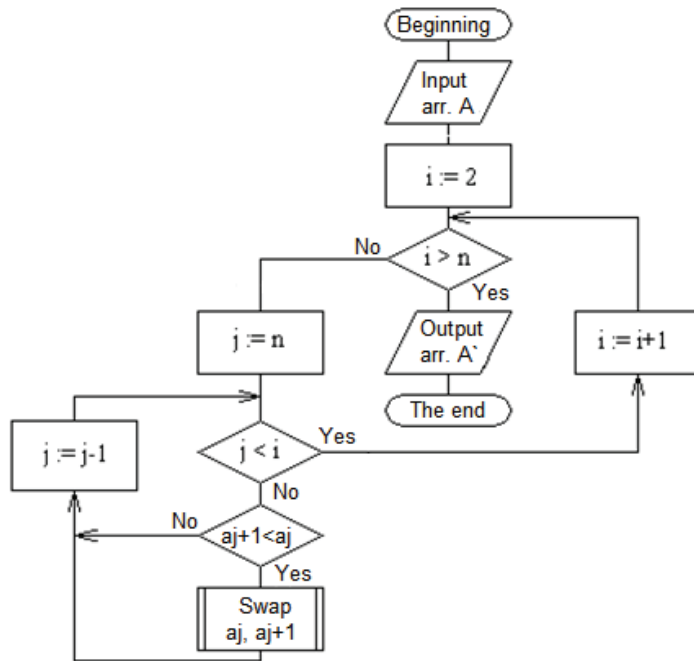 Beginning
Input
arr. A
i := 2
i > n
No
Yes
j := n
Output
arr. A`
i := i+1
The end
j := j-1
j < i
Yes
No
aj+1<aj
No
Yes
Swap
aj, aj+1